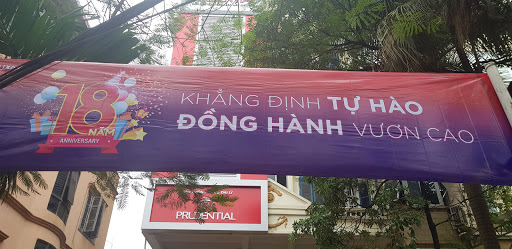 18
NĂM
ANNIVERSARY
KHẲNG ĐỊNH TỰ HÀO
ĐỒNG HÀNH VƯƠN CAO
PRUDENTIAL